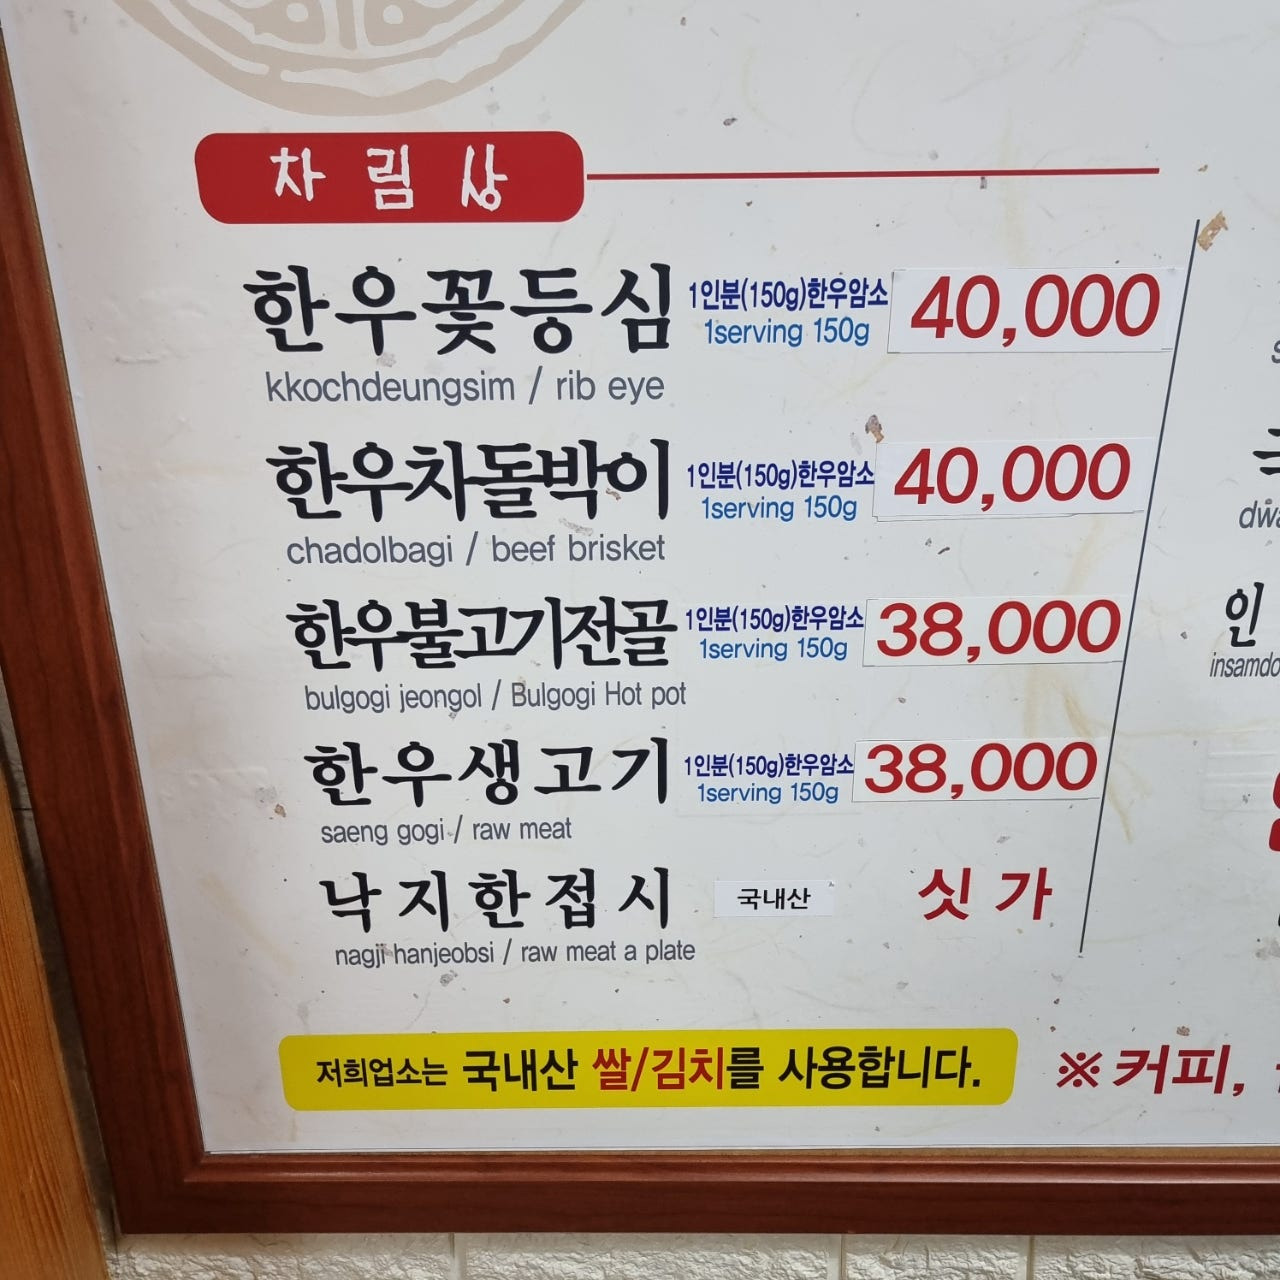 차림상
한우꽃등심 1인분(150g)한우암소 40,000
1serving 150g
kkochdeungsim / rib eye
한우차돌박이 1인분(150g)한우암소 40,000
1serving 150g
chadolbagi / beef brisket
한우불고기전골 1인분(150g)한우암소 38,000
1serving 150g
bulgogi jeongol / Bulgogi Hot pot
한우생고기 1인분(150g)한우암소 38,000
1serving 150g
saeng gogi / raw meat
낙지한접시 국내산 싯가
nagji hanjeobsi / raw meat a plate
저희업소는 국내산 쌀/김치를 사용합니다.
※커피,
인